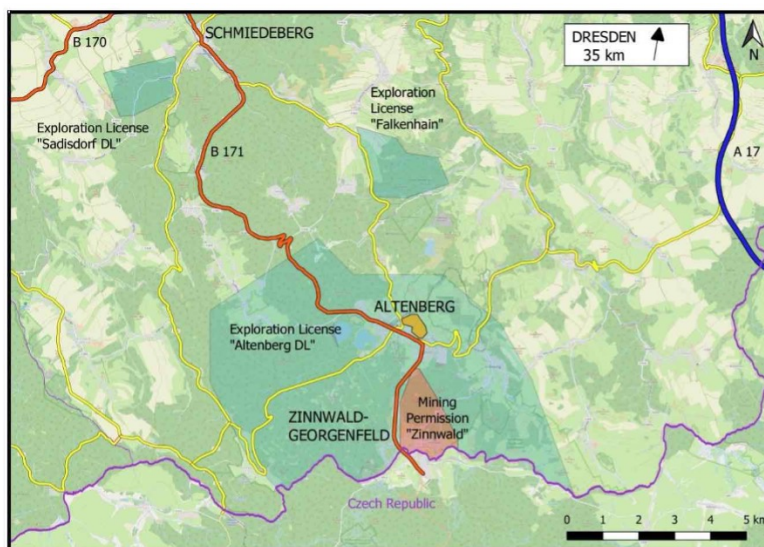 SCHMIEDEBERG
B 170
DRESDEN
35 km
N
Exploration
License
"Falkenhain"
Exploration License
"Sadisdorf DL"
B 171
A 17
ALTENBERG
Exploration License
"Altenberg DL"
ZINNWALD-
GEORGENFELD
Mining
Permission
"Zinnwald"
Czech Republic
0 1 2 3 4 5 km